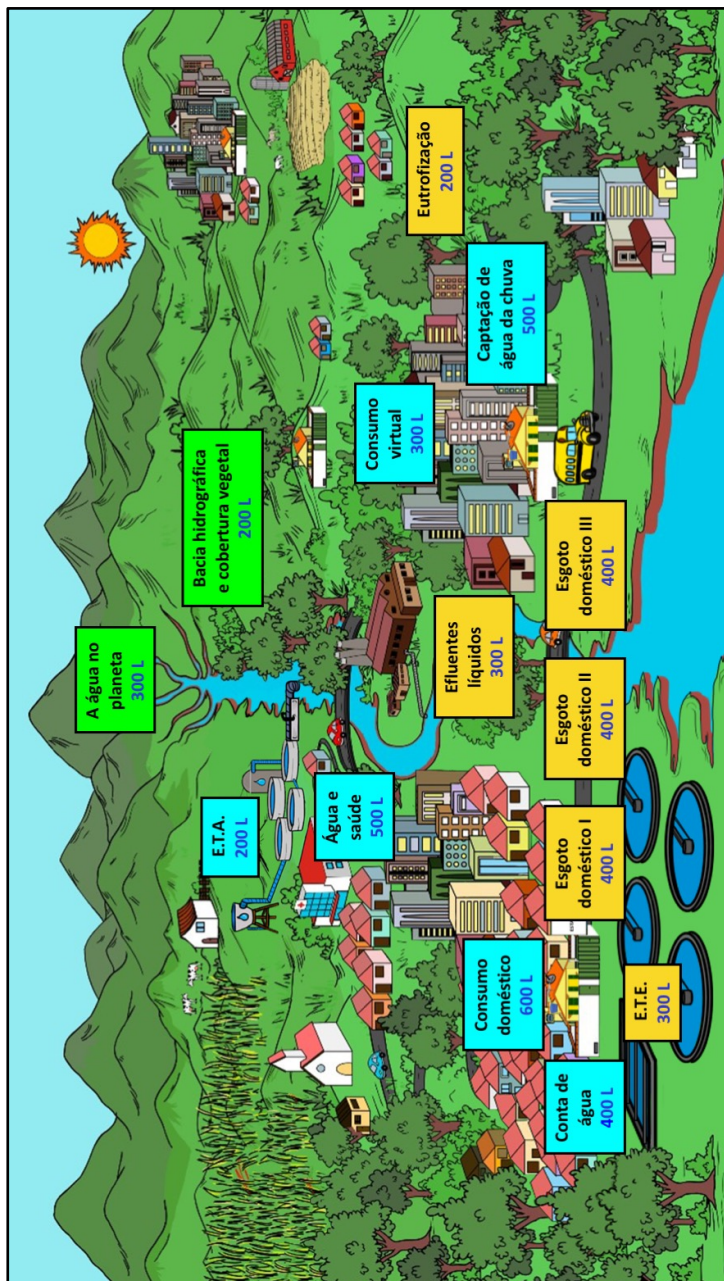 A água no
planeta
300 L
Bacia hidrográfica
e cobertura vegetal
200 L
E.T.A.
200 L
Água e
saúde
500 L
Consumo
virtual
300 L
Eutrofização
200 L
Captação de
água da chuva
500 L
Efluentes
líquidos
300 L
Consumo
doméstico
600 L
Conta de
água
400 L
Esgoto
doméstico I
400 L
Esgoto
doméstico II
400 L
Esgoto
doméstico III
400 L
E.T.E.
300 L